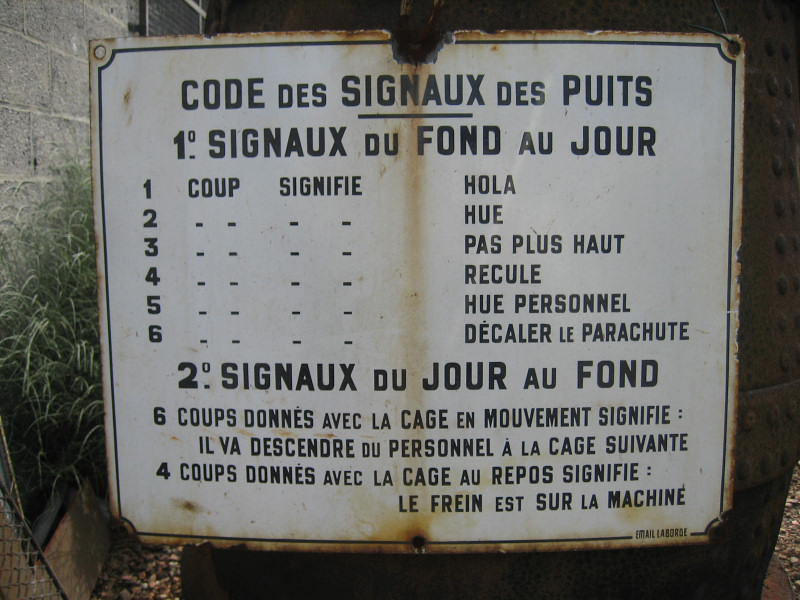 CODE DES SIGNAUX DES PUITS
1º. SIGNAUX DU FOND AU JOUR
1 COUP SIGNIFIE HOLA
2 - - - - HUE
3 - - - - PAS PLUS HAUT
4 - - - - RECULE
5 - - - - HUE PERSONNEL
6 - - - - DÉCALER LE PARACHUTE
2º. SIGNAUX DU JOUR AU FOND
6 COUPS DONNÉS AVEC LA CAGE EN MOUVEMENT SIGNIFIE :
IL VA DESCENDRE DU PERSONNEL À LA CAGE SUIVANTE
4 COUPS DONNÉS AVEC LA CAGE AU REPOS SIGNIFIE :
LE FREIN EST SUR LA MACHINE
EMAIL LABORDE